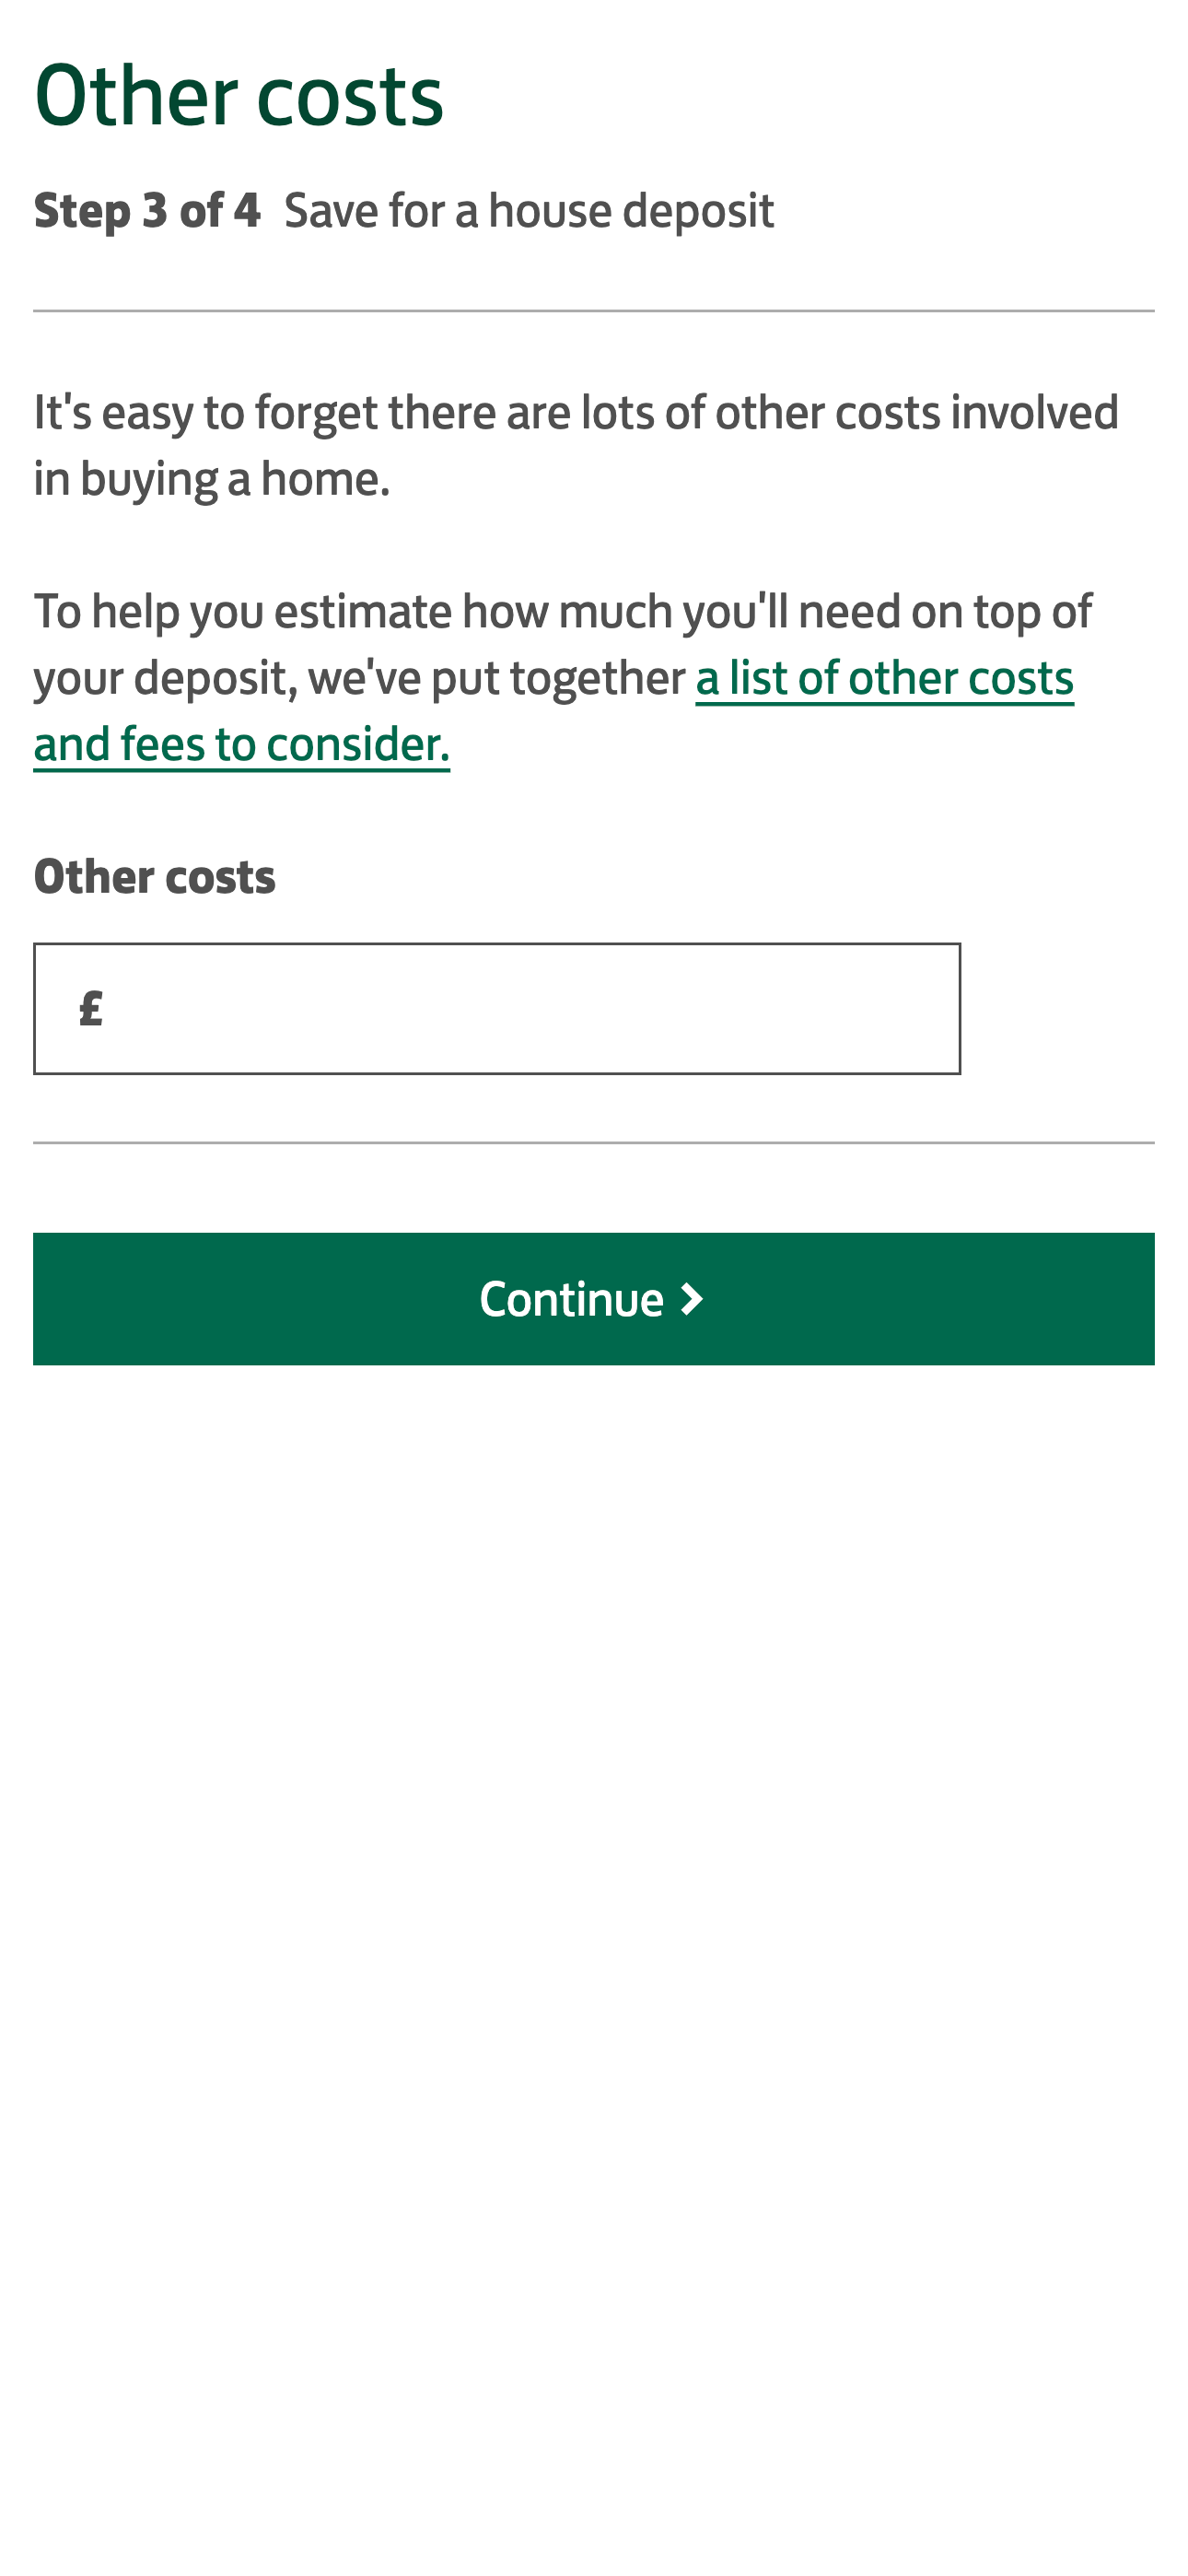 Other costs
Step 3 of 4 Save for a house deposit
It's easy to forget there are lots of other costs involved
in buying a home.
To help you estimate how much you'll need on top of
your deposit, we've put together a list of other costs
and fees to consider.
Other costs
£
Continue